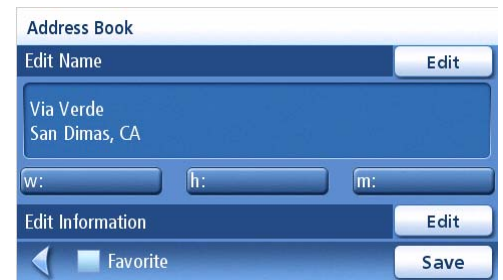 Address Book
Edit Name Edit
Via Verde
San Dimas, CA
w: h: m:
Edit Information Edit
Favorite Save